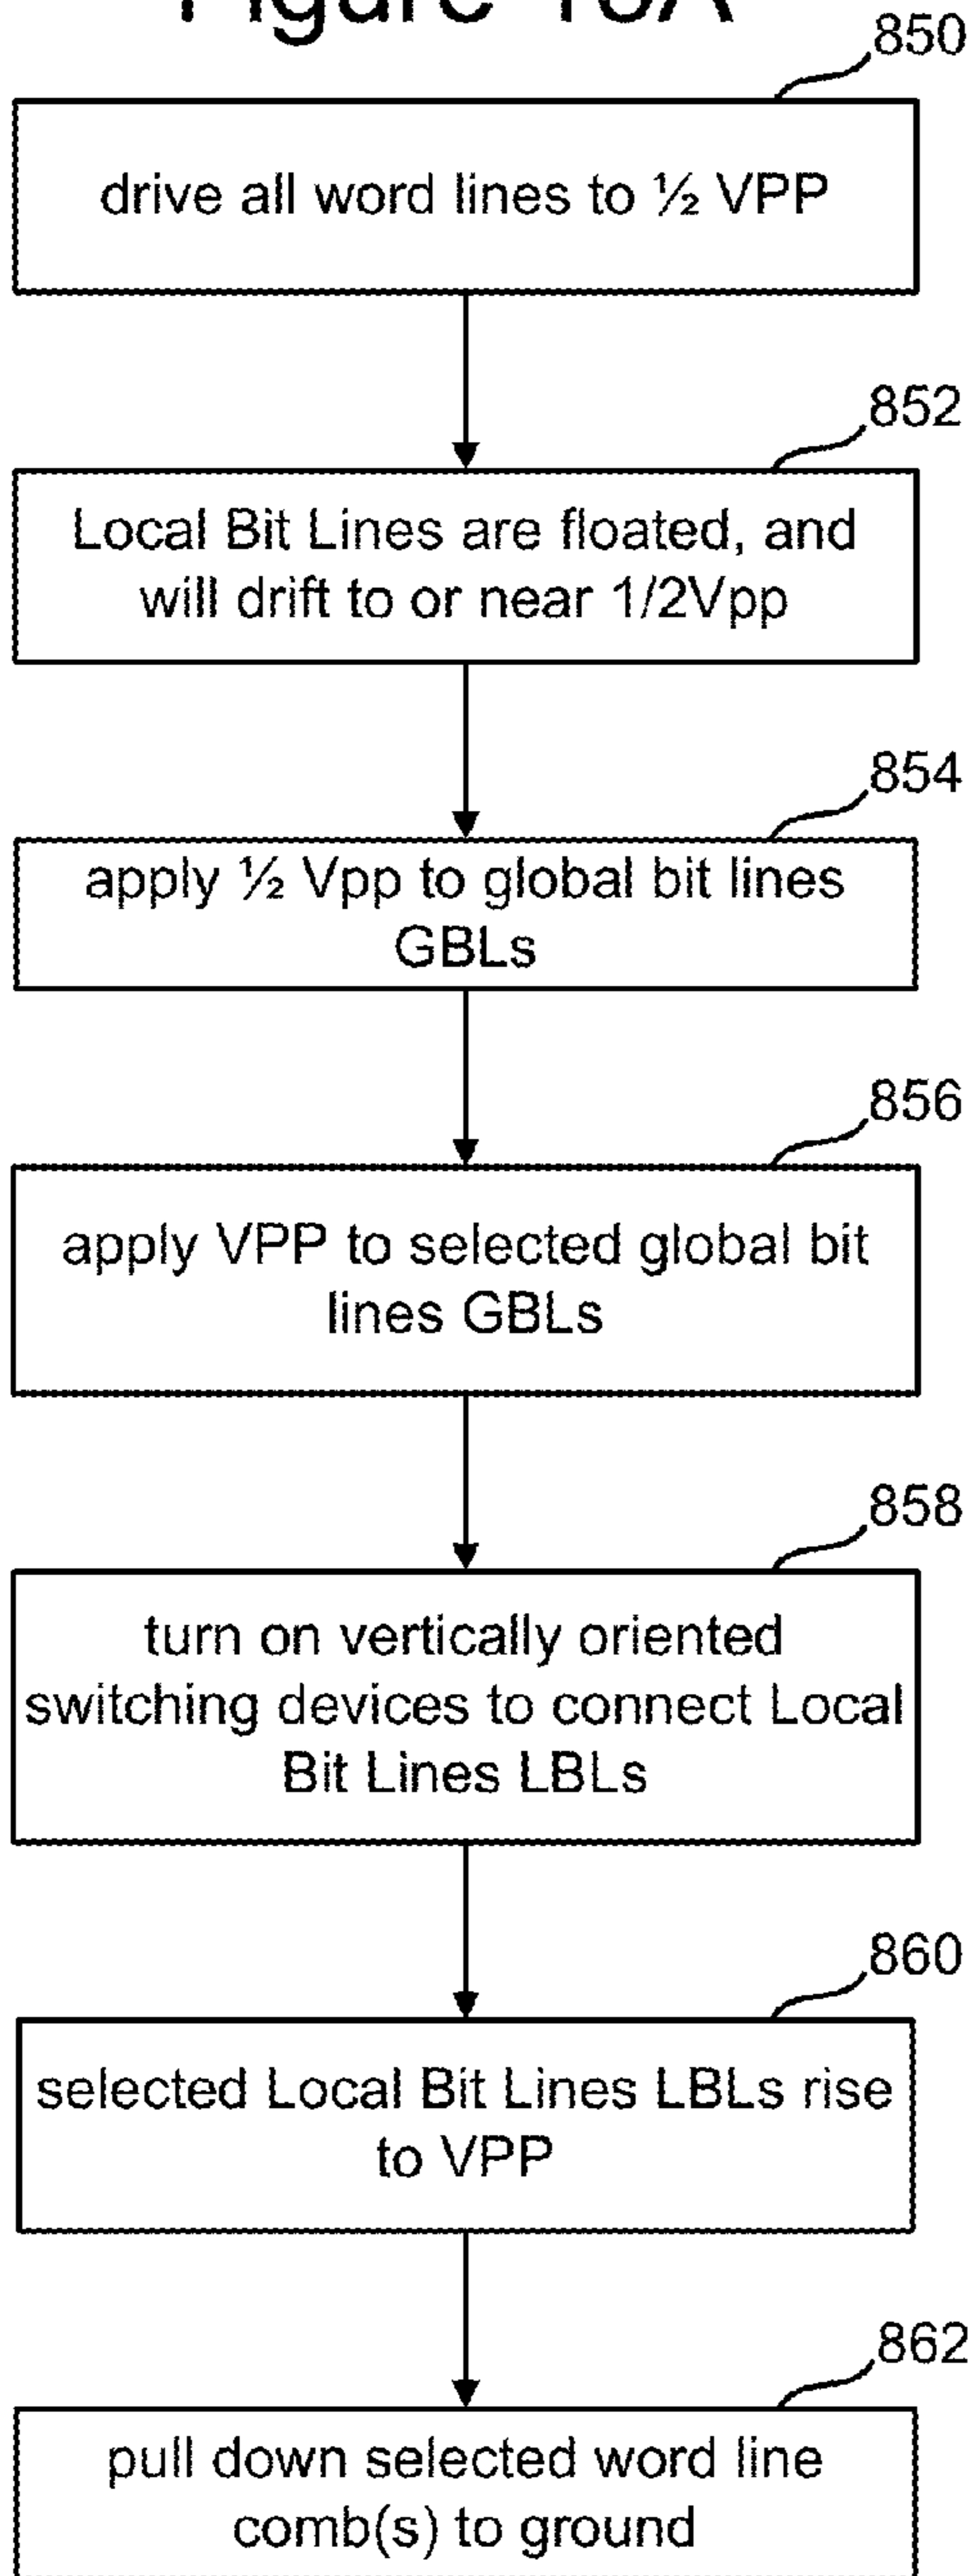 Figure
850
drive all word lines to ½ VPP
852
Local Bit Lines are floated, and
will drift to or near 1/2Vpp
854
apply ½ Vpp to global bit lines
GBLs
856
apply VPP to selected global bit
lines GBLs
858
turn on vertically oriented
switching devices to connect Local
Bit Lines LBLs
860
selected Local Bit Lines LBLs rise
to VPP
862
pull down selected word line
comb(s) to ground